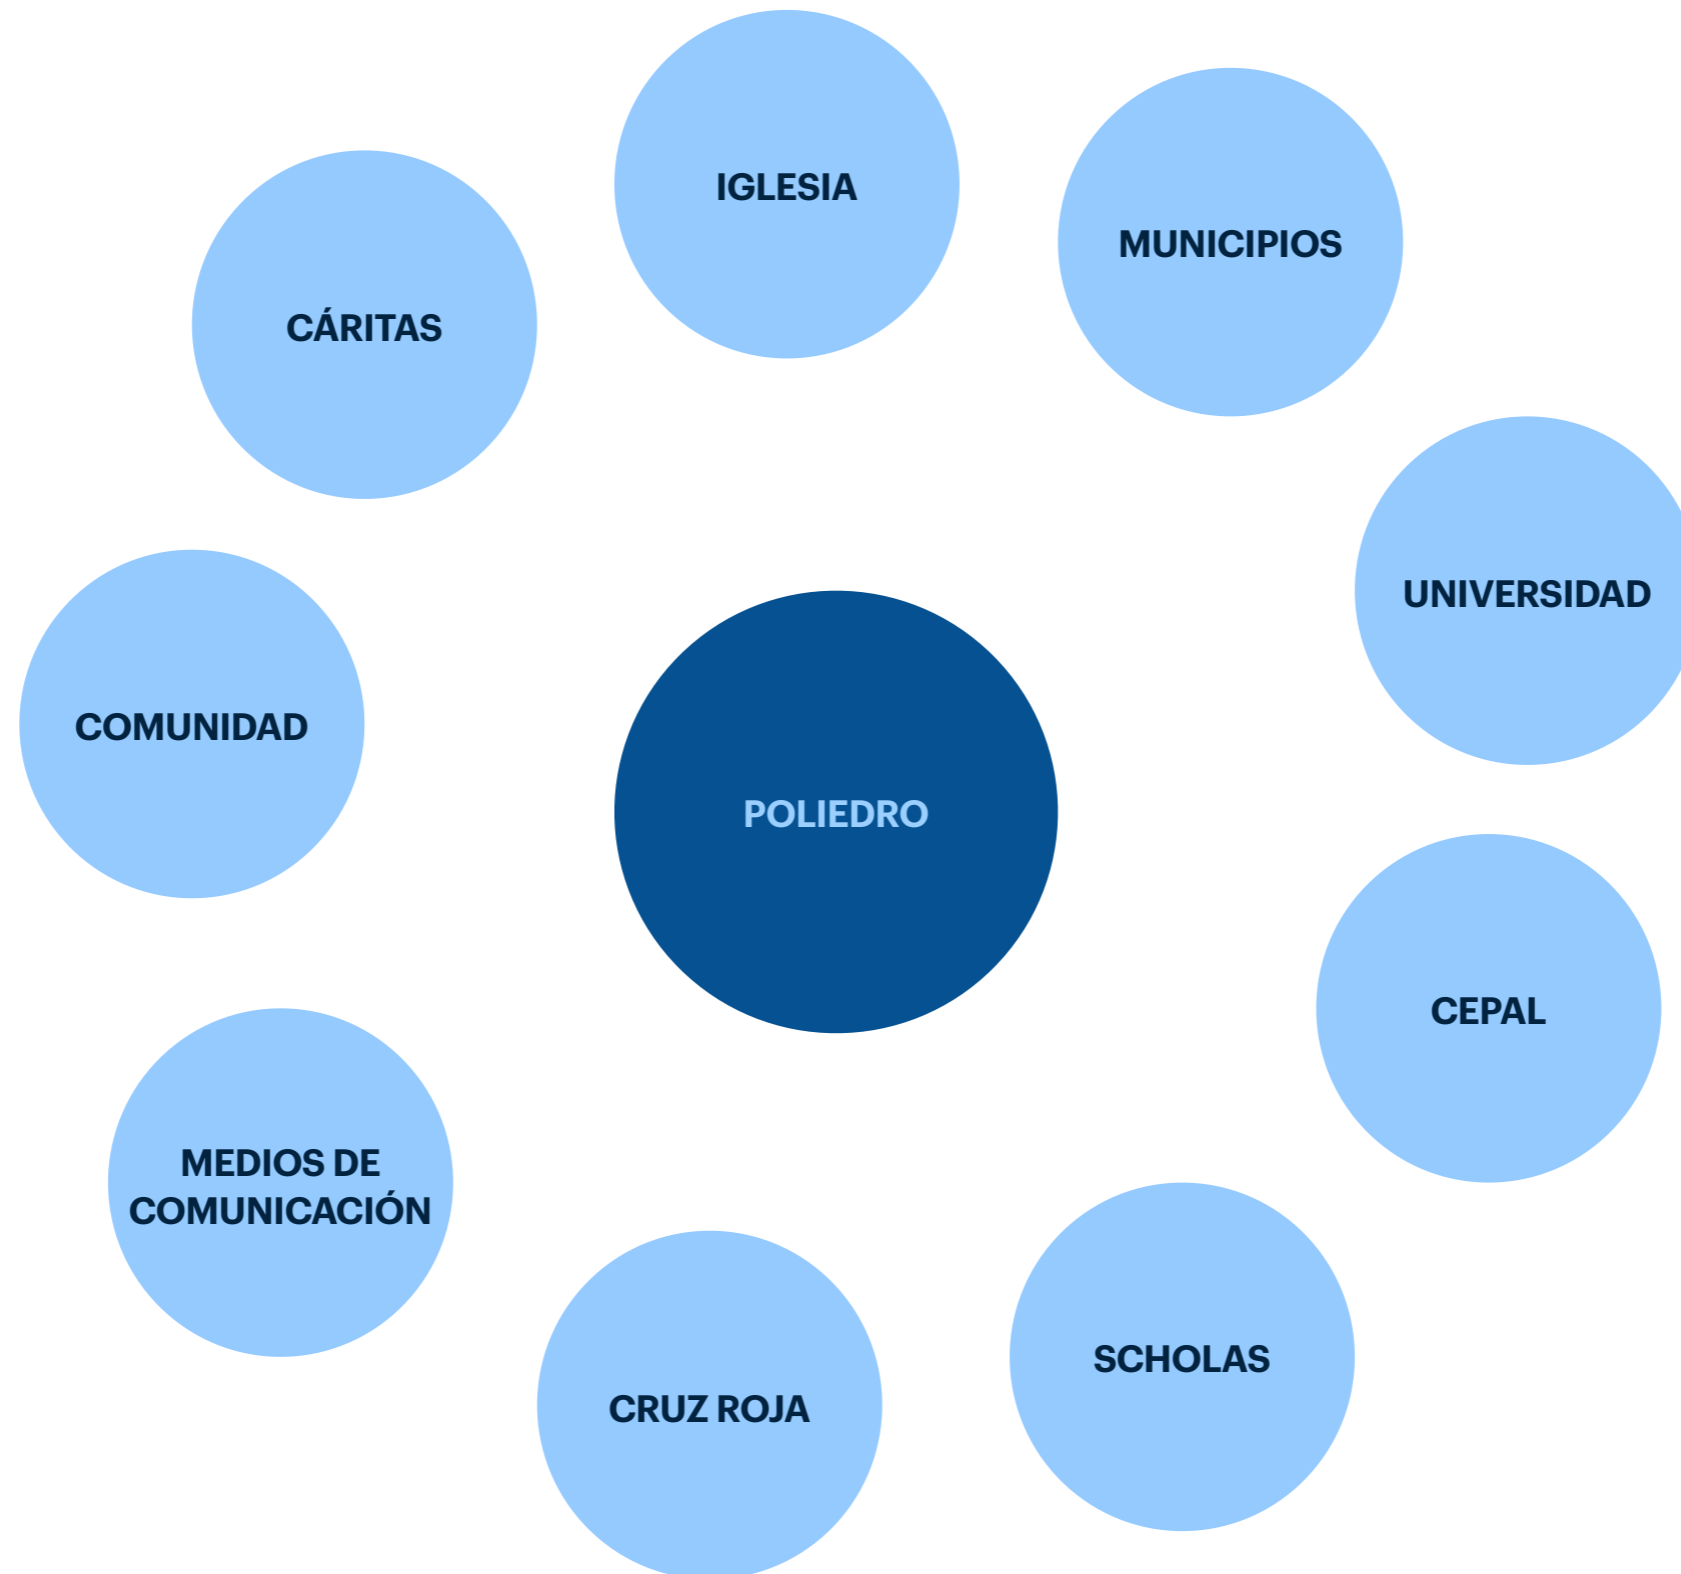 IGLESIA
MUNICIPIOS
CÁRITAS
UNIVERSIDAD
COMUNIDAD
POLIEDRO
CEPAL
MEDIOS DE
COMUNICACIÓN
SCHOLAS
CRUZ ROJA